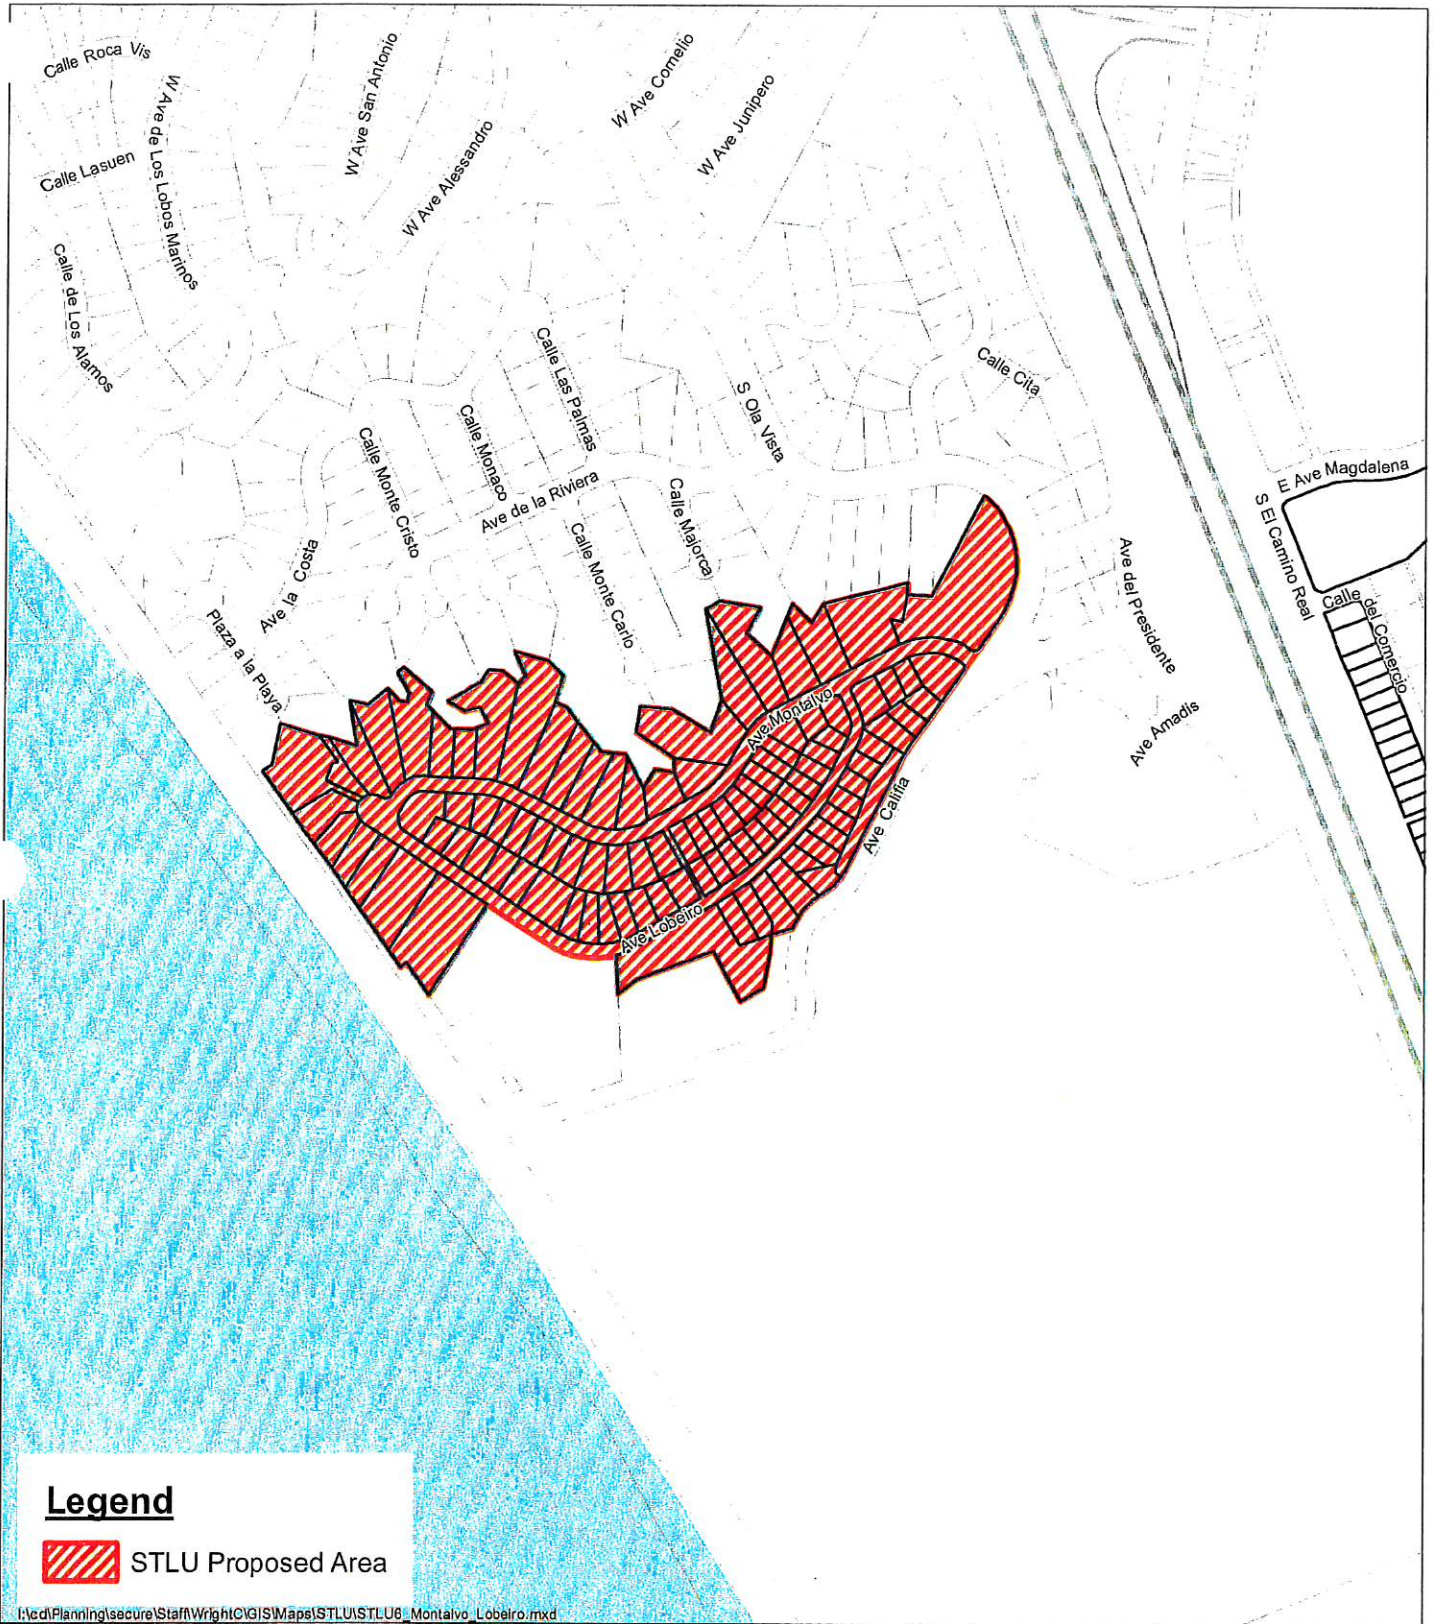 Calle Roca Vis
W Ave San Antonio
W Ave Cornelio
W Ave Junipero
W Ave de Los Lobos Marinos
Calle Lasuen
W Ave Alessandro
Calle de Los Alamos
Calle Las Palmas
Calle Cita
S Ola Vista
Calle Monaco
Calle Monte Cristo
Ave de la Riviera
Calle Majorca
E Ave Magdalena
S El Camino Real
Ave la Costa
Calle Monte Carlo
Ave del Presidente
Calle del Comercio
Plaza a la Playa
Ave Montalvo
Ave Amadis
Ave Califia
Ave Lobeiro
Legend
STLU Proposed Area
I:\cd\Planning\secure\Staff\WrightC\GIS\Maps\STLU\STLU6_Montalvo_Lobeiro.mxd